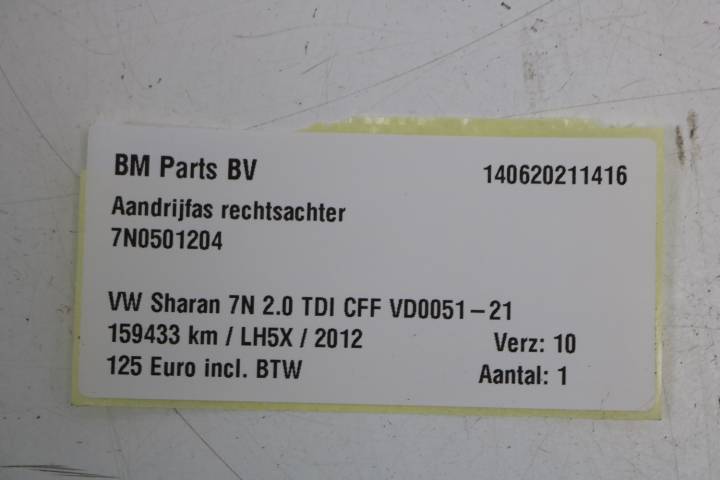 BM Parts BV 140620211416
Aandrijfas rechtsachter
7N0501204
VW Sharan 7N 2.0 TDI CFF VD0051-21
159433 km / LH5X / 2012 Verz: 10
125 Euro incl. BTW Aantal: 1